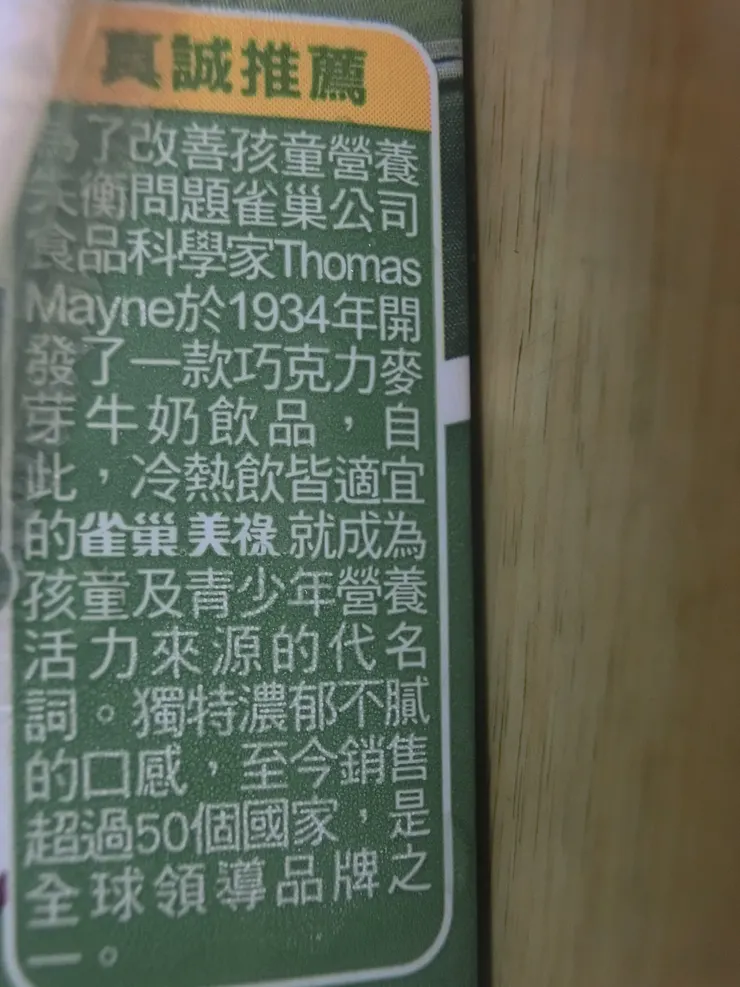 真誠推薦
為了改善孩童營養
失衡問題雀巢公司
食品科學家Thomas
Mayne於1934年開
發了一款巧克力麥
芽牛奶飲品，自
此，冷熱飲皆適宜
的雀巢美祿就成為
孩童及青少年營養
活力來源的代名
詞。獨特濃郁不膩
的口感，至今銷售
超過50個國家，是
全球領導品牌之
一。